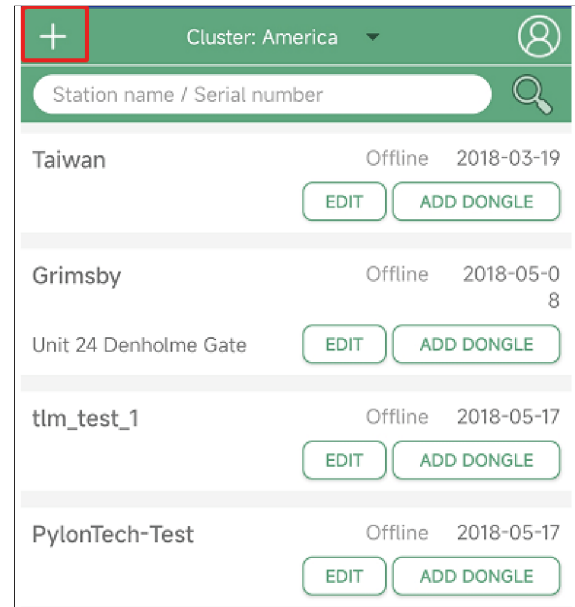 Cluster: America
Station name / Serial number
Taiwan Offline 2018-03-19
EDIT ADD DONGLE
Grimsby Offline 2018-05-0
8
Unit 24 Denholme Gate EDIT ADD DONGLE
tlm_test_1 Offline 2018-05-17
EDIT ADD DONGLE
PylonTech-Test Offline 2018-05-17
EDIT ADD DONGLE